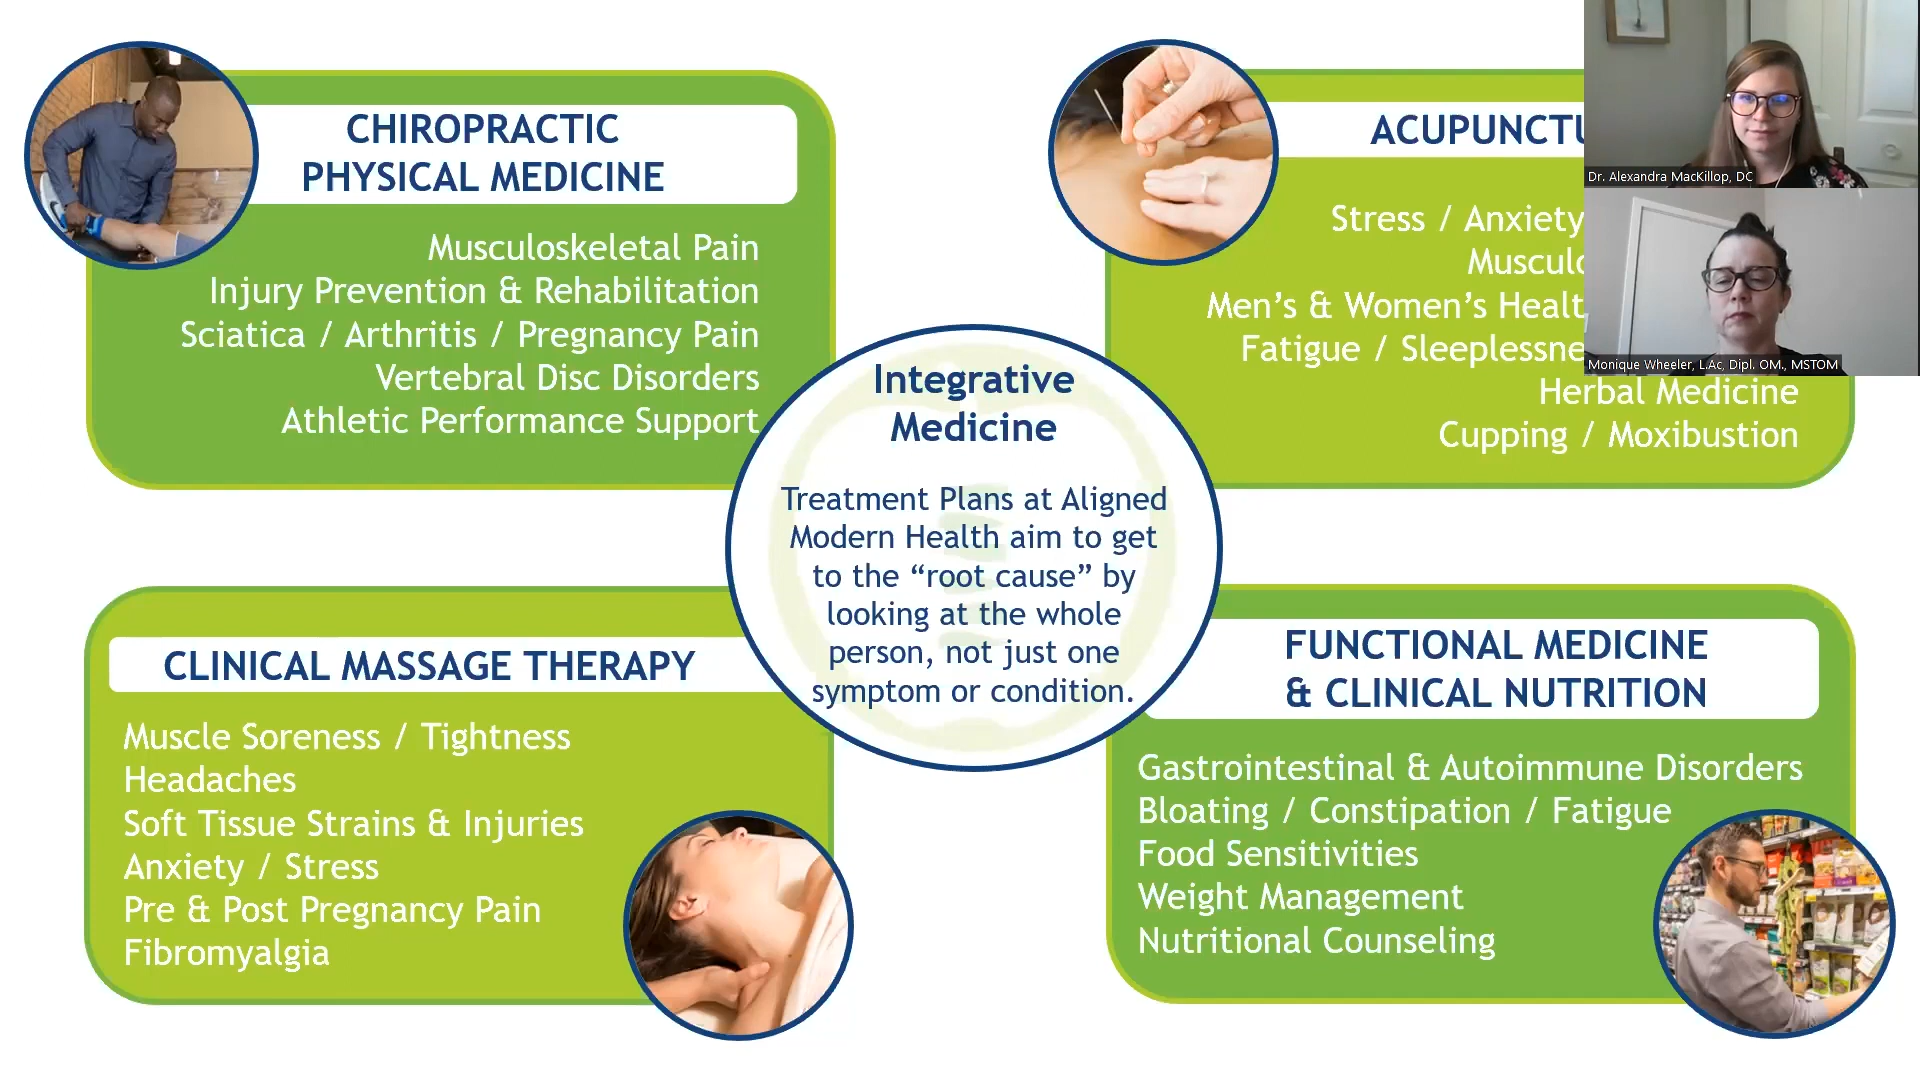 CHIROPRACTIC
PHYSICAL MEDICINE
Musculoskeletal Pain
Injury Prevention & Rehabilitation
Sciatica / Arthritis / Pregnancy Pain
Vertebral Disc Disorders
Athletic Performance Support
Stress / Anxiety
Men’s & Women’s
Fatigue /
Herbal Medicine
Cupping / Moxibustion
Dr. Alexandra MacKillop, DC
Monique Wheeler, L.Ac, Dipl. OM., MSTOM
Integrative
Medicine
Treatment Plans at Aligned
Modern Health aim to get
to the “root cause” by
looking at the whole
person, not just one
symptom or condition.
CLINICAL MASSAGE THERAPY
Muscle Soreness / Tightness
Headaches
Soft Tissue Strains & Injuries
Anxiety / Stress
Pre & Post Pregnancy Pain
Fibromyalgia
FUNCTIONAL MEDICINE
& CLINICAL NUTRITION
Gastrointestinal & Autoimmune Disorders
Bloating / Constipation / Fatigue
Food Sensitivities
Weight Management
Nutritional Counseling